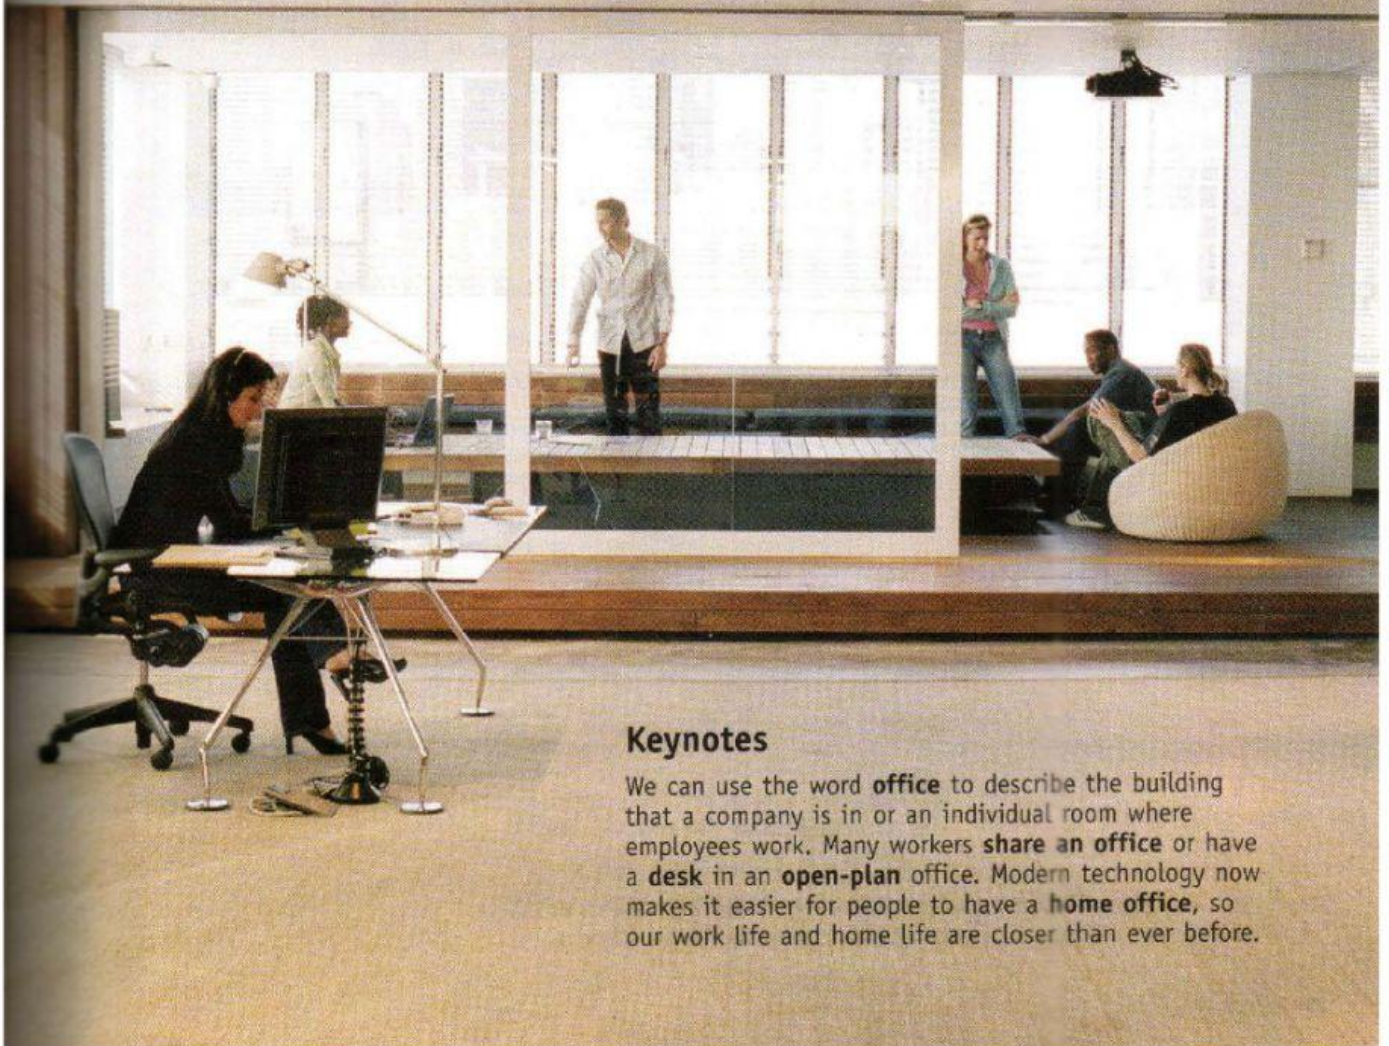 Keynotes
We can use the word office to describe the building
that a company is in or an individual room where
employees work. Many workers share an office or have
a desk in an open-plan office. Modern technology now
makes it easier for people to have a home office, so
our work life and home life are closer than ever before.